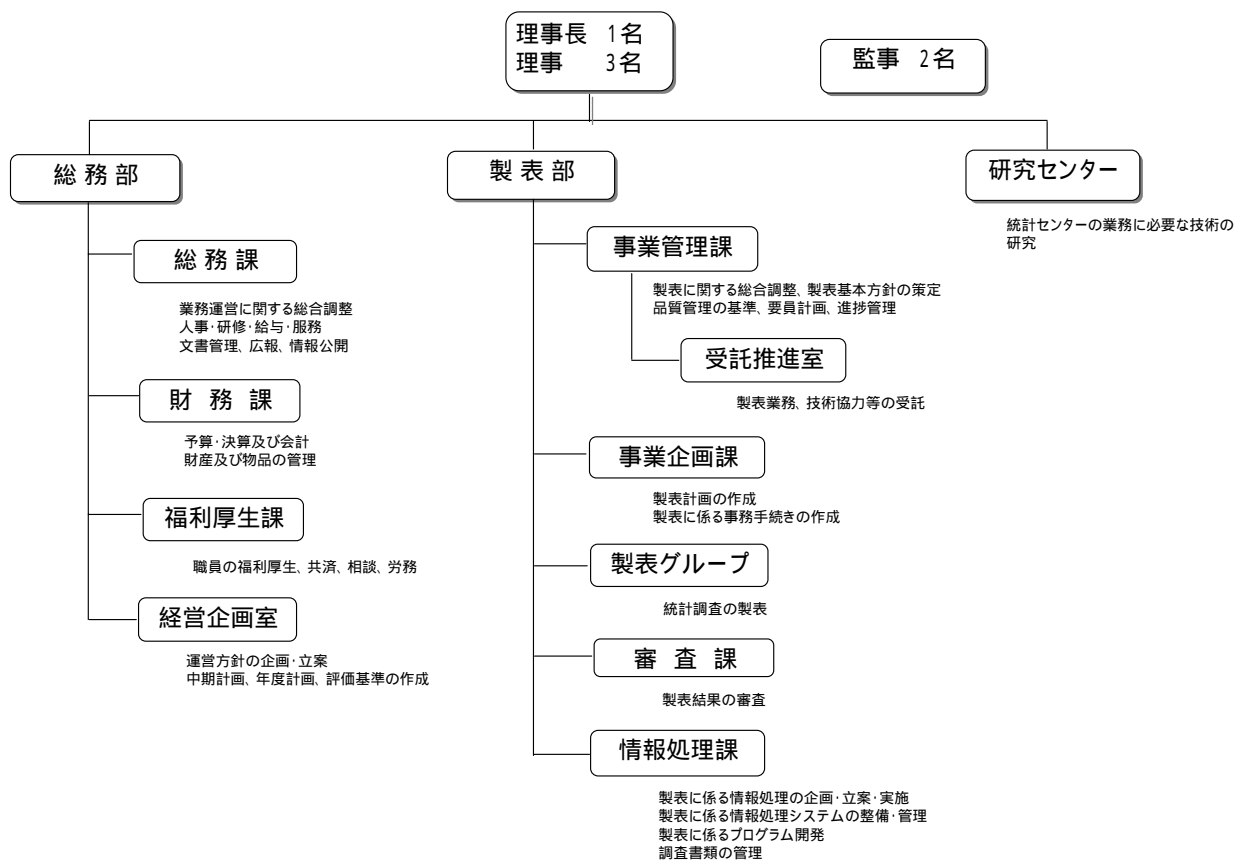 理事長 1名
理事 3名
監事 2名
総務部
総務課
業務運営に関する総合調整
人事・研修・給与・服務
文書管理、広報、情報公開
財務課
予算・決算及び会計
財産及び物品の管理
福利厚生課
職員の福利厚生、共済、相談、労務
経営企画室
運営方針の企画・立案
中期計画、年度計画、評価基準の作成
製表部
事業管理課
製表に関する総合調整、製表基本方針の策定
品質管理の基準、要員計画、進捗管理
受託推進室
製表業務、技術協力等の受託
事業企画課
製表計画の作成
製表に係る事務手続きの作成
製表グループ
統計調査の製表
審査課
製表結果の審査
情報処理課
製表に係る情報処理の企画・立案・実施
製表に係る情報処理システムの整備・管理
製表に係るプログラム開発
調査書類の管理
研究センター
統計センターの業務に必要な技術の
研究